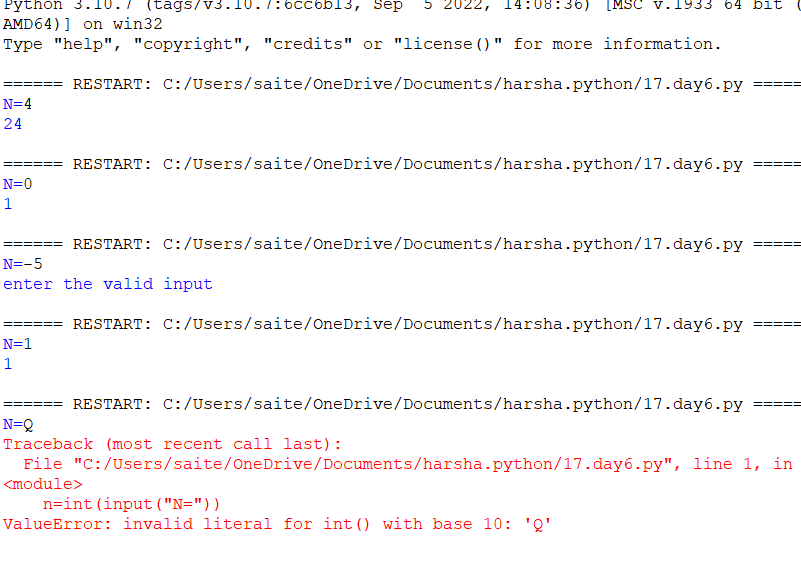 Python 3.10.7 (tags/v3.10.7:6cc6b13, Sep  5 2022, 14:08:36) [MSC v.1933 64 bit (
AMD64)] on win32
Type "help", "copyright", "credits" or "license()" for more information.
====== RESTART: C:/Users/saite/OneDrive/Documents/harsha.python/17.day6.py =====
N=4
24
====== RESTART: C:/Users/saite/OneDrive/Documents/harsha.python/17.day6.py =====
N=0
1
====== RESTART: C:/Users/saite/OneDrive/Documents/harsha.python/17.day6.py =====
N=-5
enter the valid input
====== RESTART: C:/Users/saite/OneDrive/Documents/harsha.python/17.day6.py =====
N=1
1
====== RESTART: C:/Users/saite/OneDrive/Documents/harsha.python/17.day6.py =====
N=Q
Traceback (most recent call last):
  File "C:/Users/saite/OneDrive/Documents/harsha.python/17.day6.py", line 1, in
<module>
    n=int(input("N="))
ValueError: invalid literal for int() with base 10: 'Q'